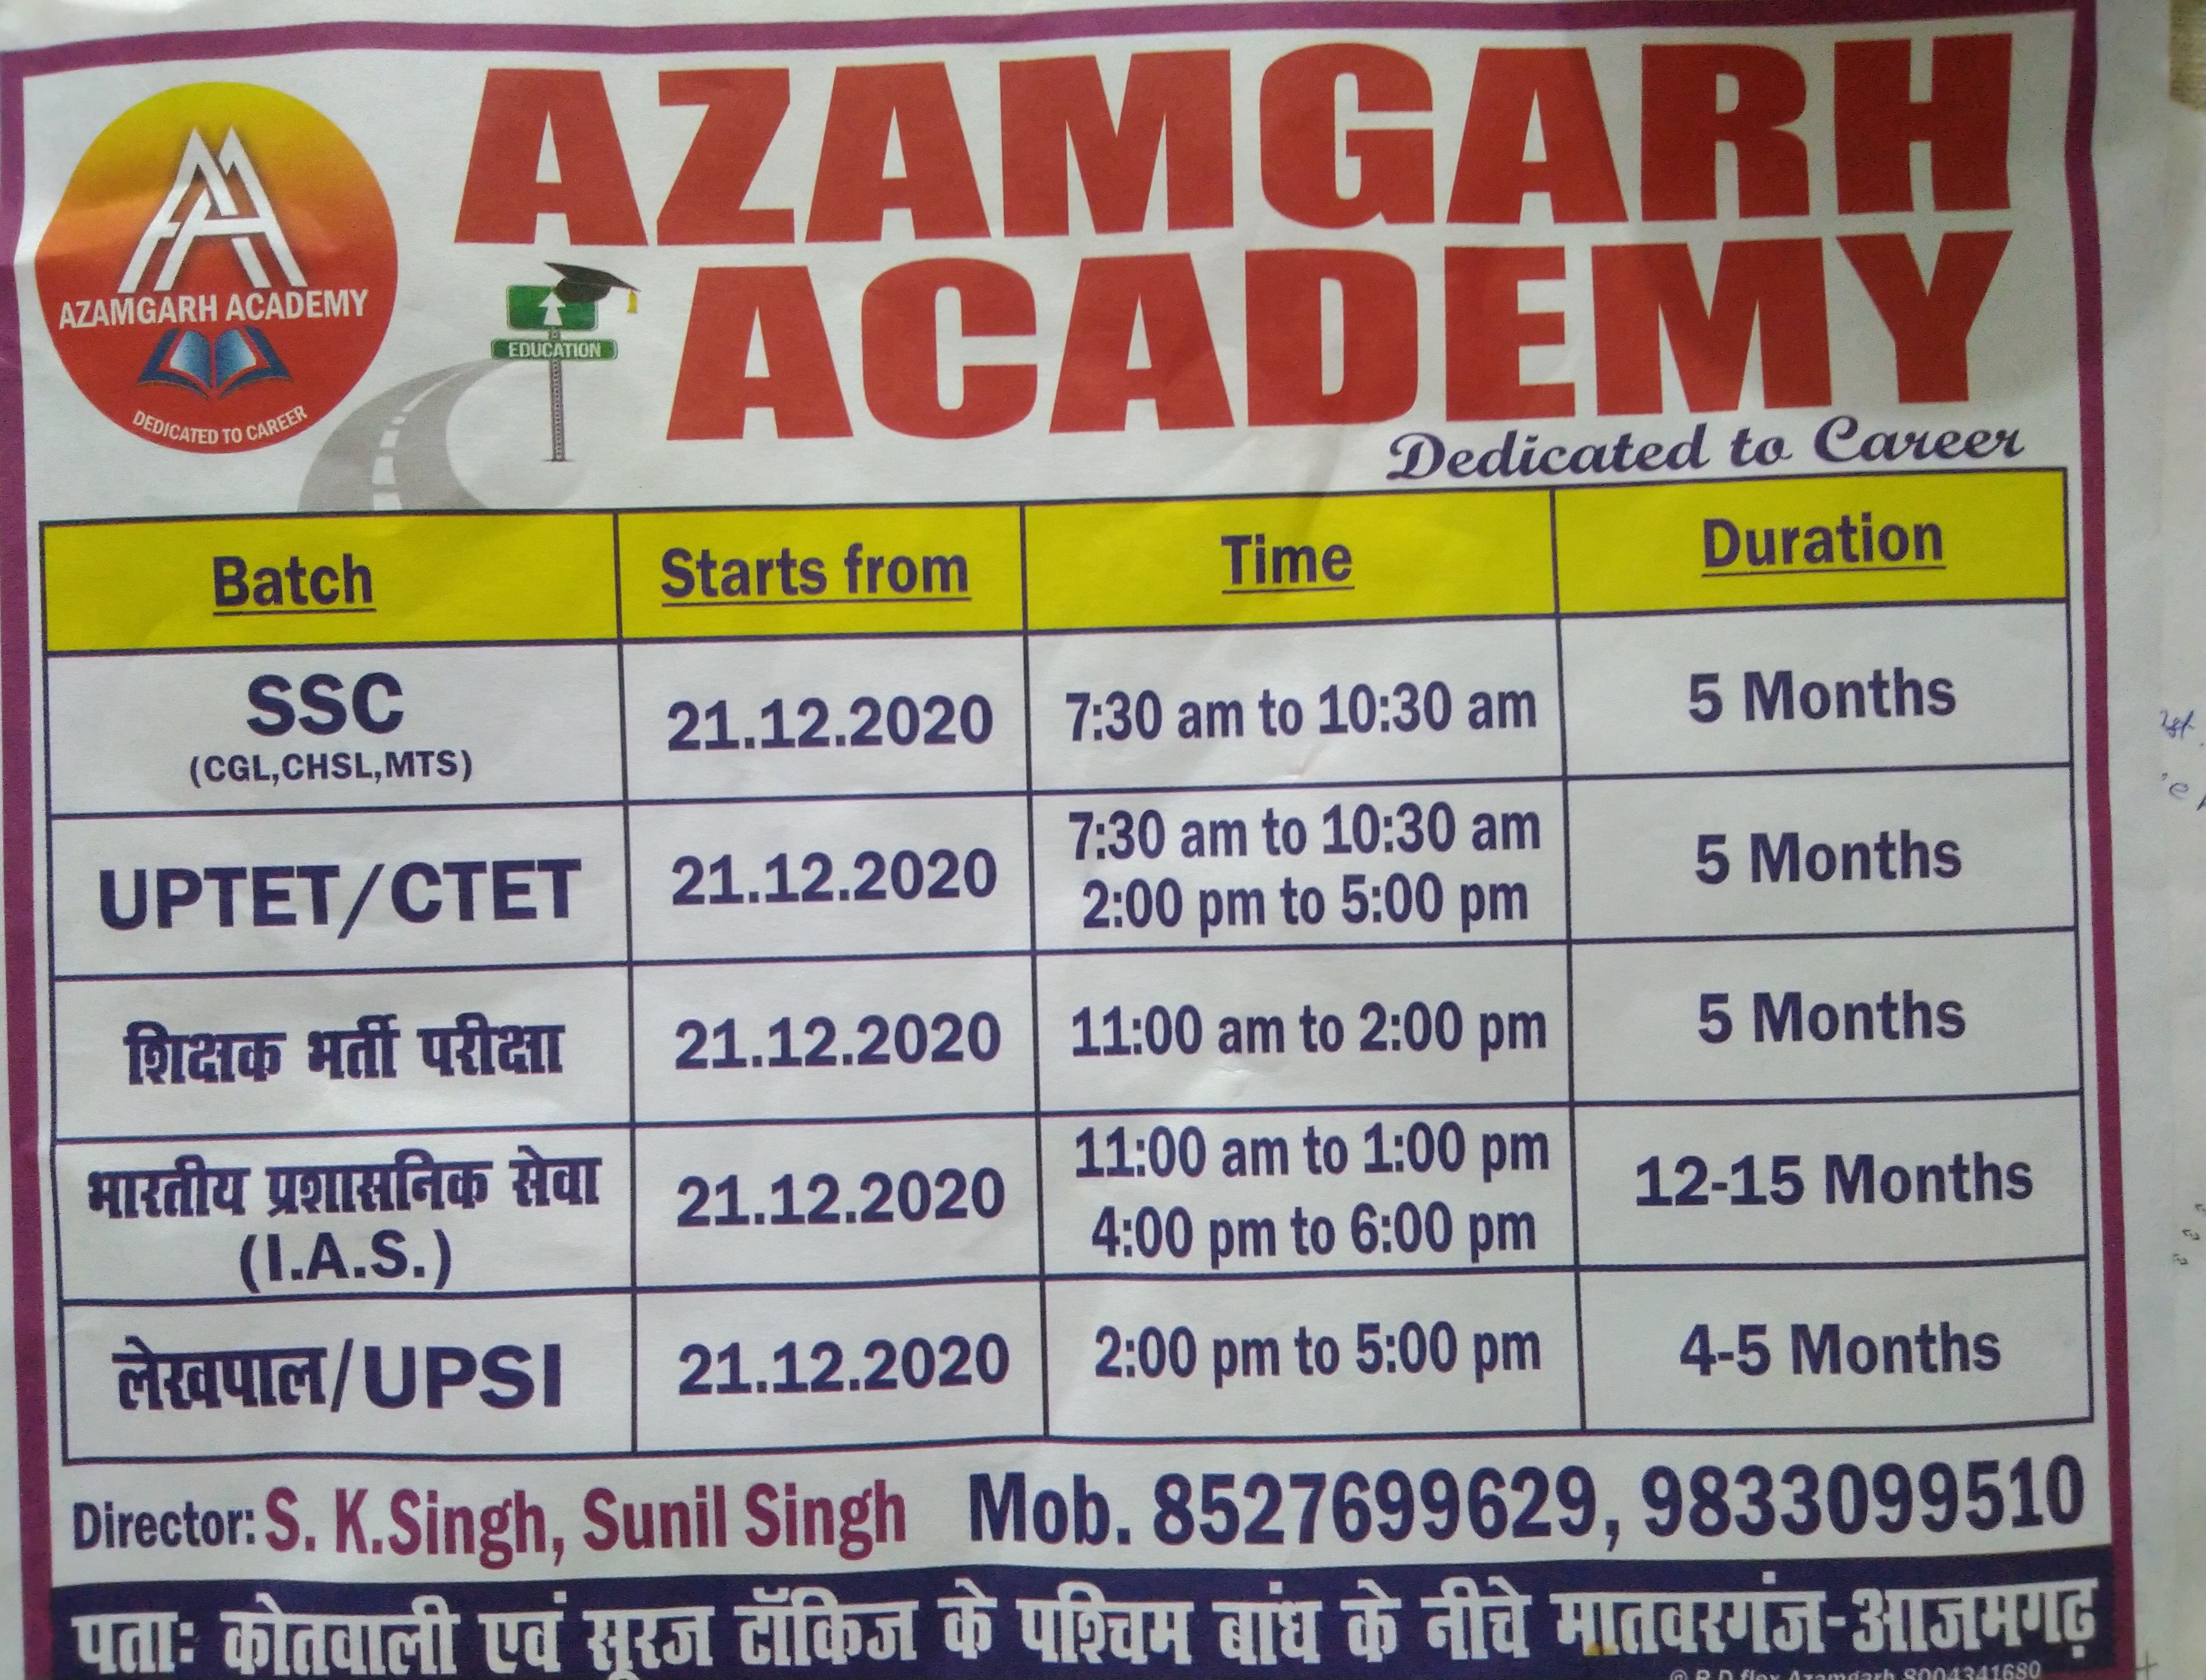 AZAMGARH
ACADEMY
Dedicated to Career
AZAMGARH ACADEMY
DEDICATED TO CAREER
EDUCATION
Batch Starts from Time Duration
SSC
(CGL,CHSL,MTS)
21.12.2020
7:30 am to 10:30 am
5 Months
UPTET/CTET
21.12.2020
7:30 am to 10:30 am
2:00 pm to 5:00 pm
5 Months
शिक्षक भर्ती परीक्षा
21.12.2020
11:00 am to 2:00 pm
5 Months
भारतीय प्रशासनिक सेवा
(I.A.S.)
21.12.2020
11:00 am to 1:00 pm
4:00 pm to 6:00 pm
12-15 Months
लेखपाल/UPSI
21.12.2020
2:00 pm to 5:00 pm
4-5 Months
Director: S. K.Singh, Sunil Singh Mob. 8527699629, 9833099510
पताः कोतवाली एवं सूरज टॉकिज के पश्चिम बांध के नीचे मातवरगंज-आजमगढ़
@ R.D flex Azamgarh 8004341680